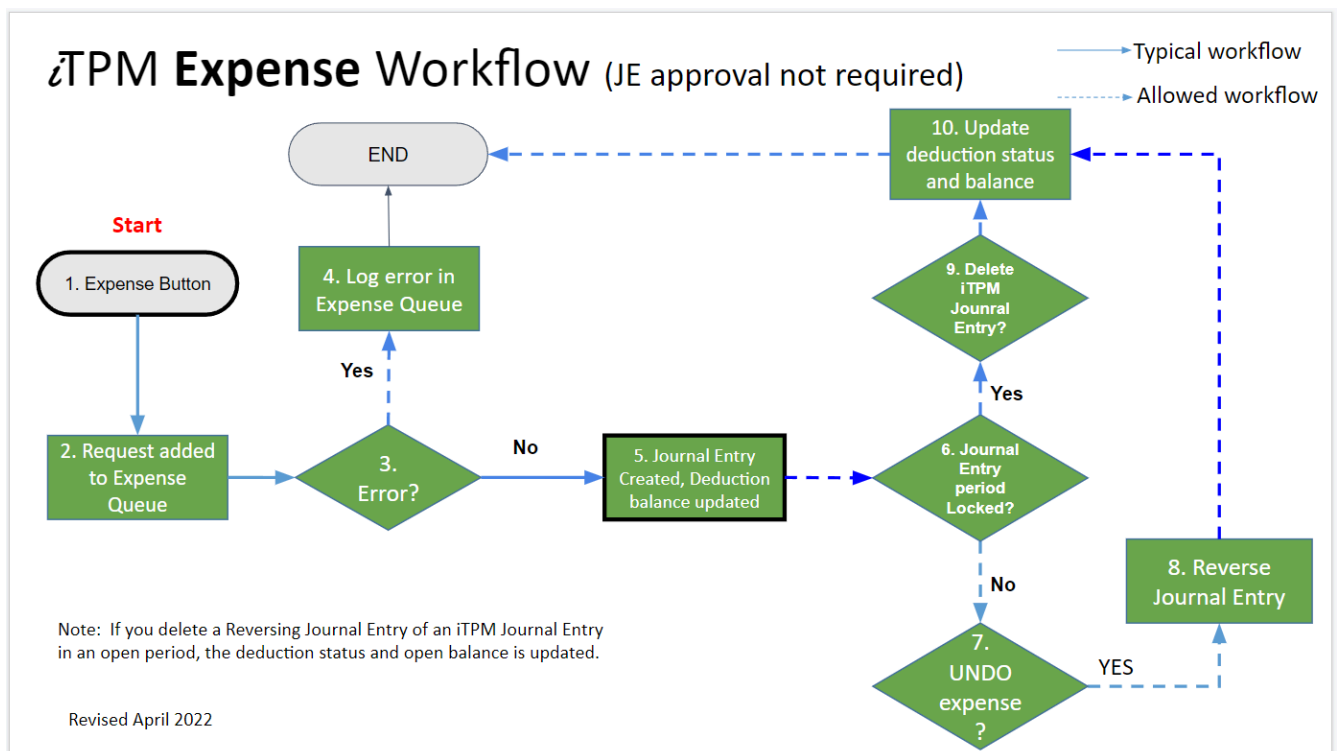 iTPM Expense Workflow (JE approval not required)
Typical workflow
Allowed workflow
END
10. Update
deduction status
and balance
Start
1. Expense Button
4. Log error in
Expense Queue
9. Delete
iTPM
Jounral
Entry?
Yes
Yes
2. Request added
to Expense
Queue
3.
Error?
No
5. Journal Entry
Created, Deduction
balance updated
6. Journal
Entry
period
Locked?
No
8. Reverse
Journal Entry
7.
UNDO
expense
?
YES
Note: If you delete a Reversing Journal Entry of an iTPM Journal Entry
in an open period, the deduction status and open balance is updated.
Revised April 2022